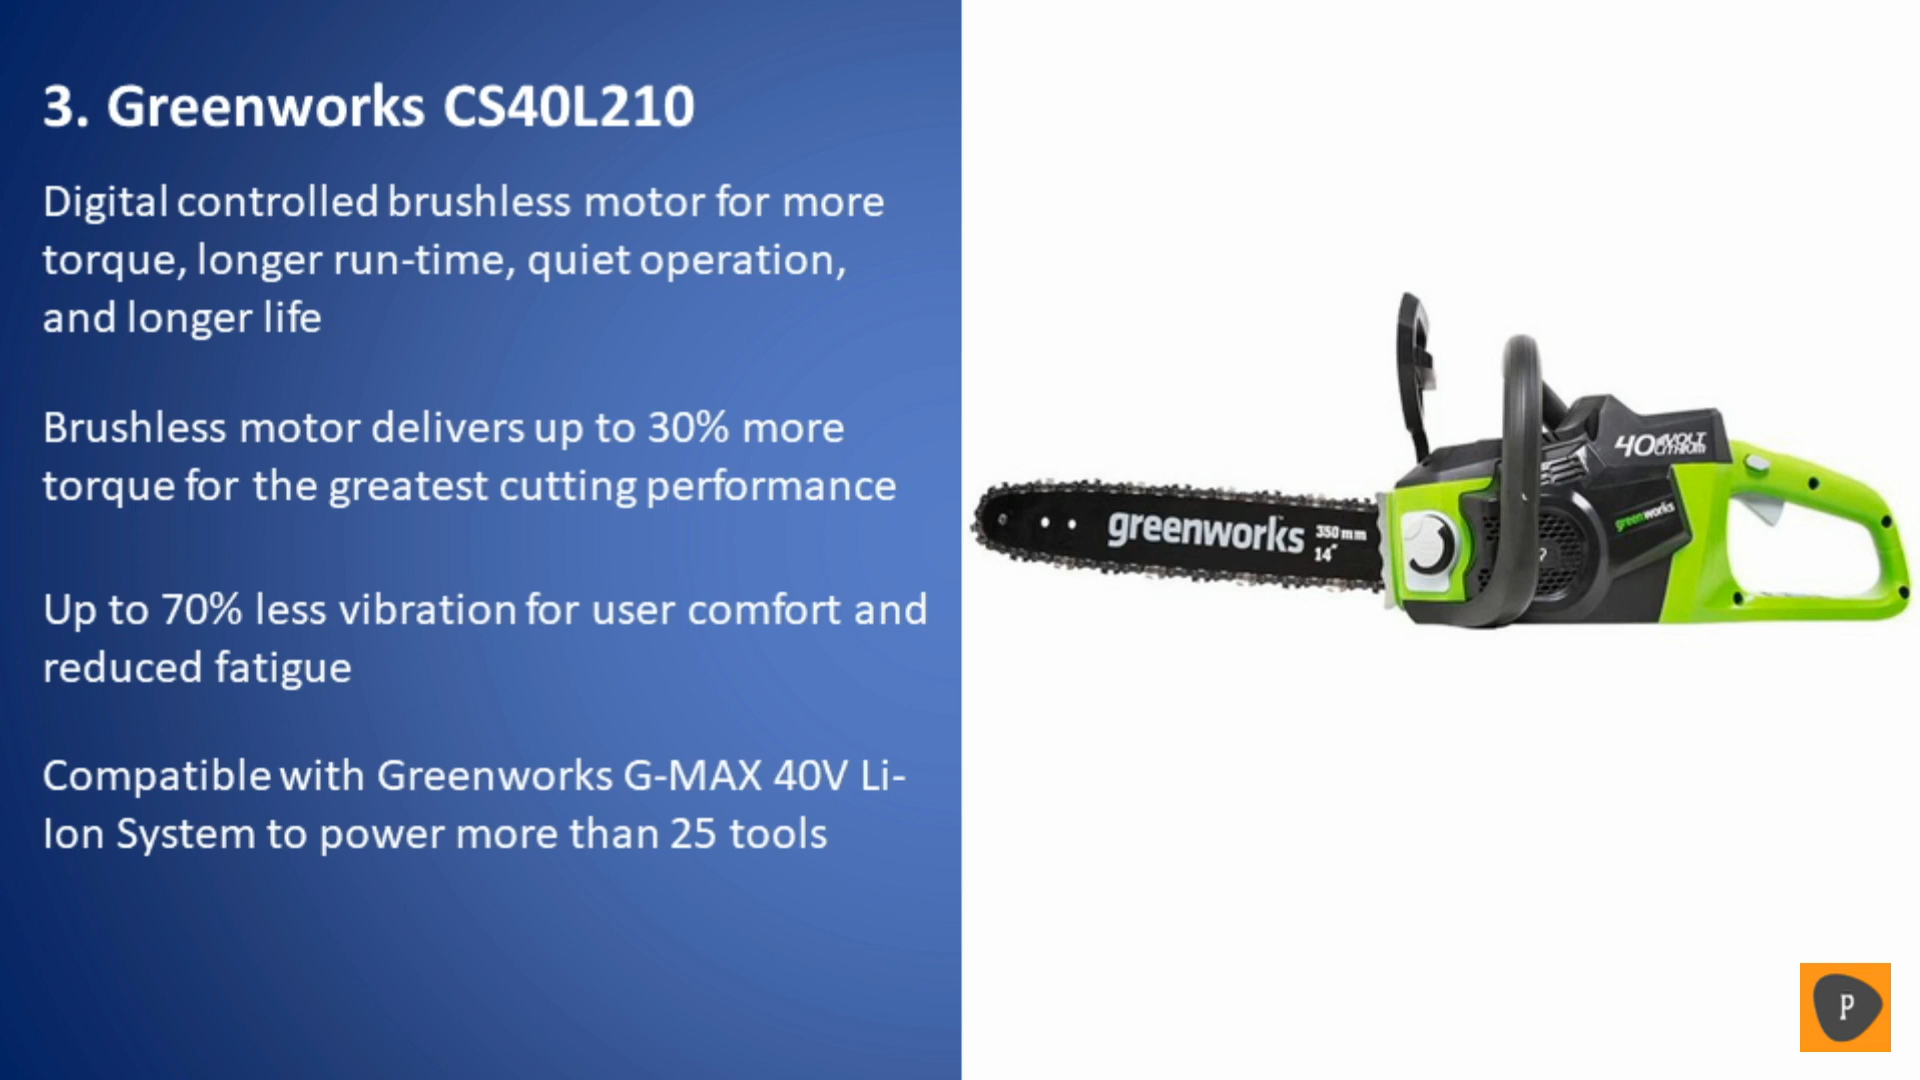 3. Greenworks CS40L210
Digital controlled brushless motor for more
torque, longer run-time, quiet operation,
and longer life
Brushless motor delivers up to 30% more
torque for the greatest cutting performance
Up to 70% less vibration for user comfort and
reduced fatigue
Compatible with Greenworks G-MAX 40V Li-
Ion System to power more than 25 tools
40 VOLT
LITHIUM
greenworks
greenworks 350mm
14"
P